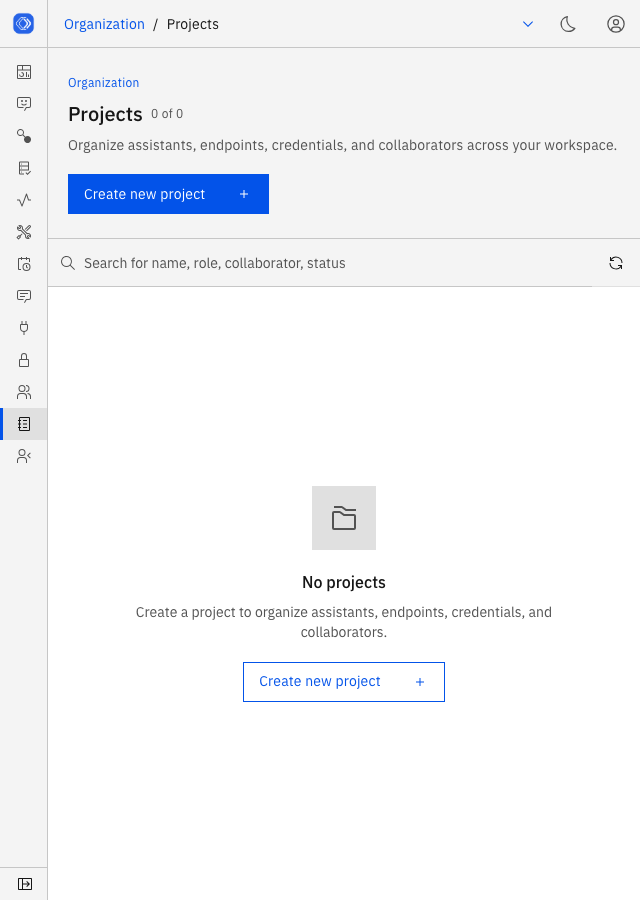 Organization / Projects
Organization
Projects 0 of 0
Organize assistants, endpoints, credentials, and collaborators across your workspace.
Create new project
Search for name, role, collaborator, status
No projects
Create a project to organize assistants, endpoints, credentials, and
collaborators.
Create new project